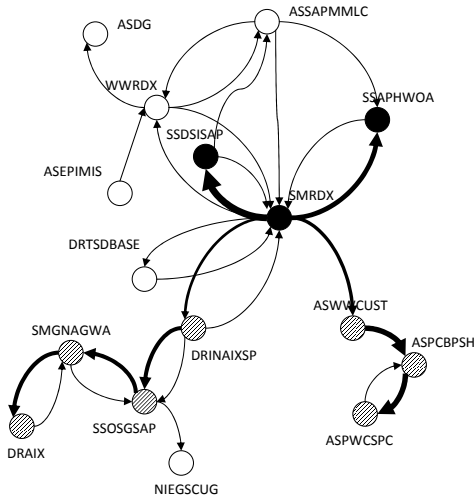 ASDG
ASSAPMMLC
WWRDX
SSAPHWOA
SSDSISAP
ASEPIMIS
SMRDX
DRTSDBASE
ASWWCUST
SMGNAGWA
DRINAIXSP
ASPCBPSH
SSOSGSAP
DRAIX
ASPWCSPC
NIEGSCUG